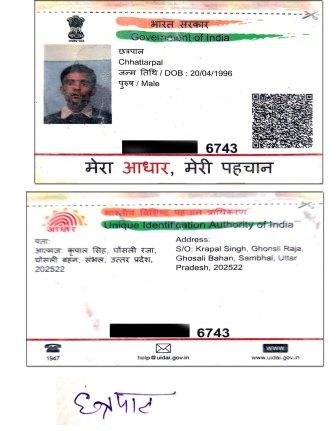 भारत सरकार
Government of India
छत्रपाल
Chhattarpal
जन्म तिथि / DOB : 20/04/1996
पुरुष / Male
6743
मेरा आधार, मेरी पहचान
भारतीय विशिष्ट पहचान प्राधिकरण
Unique Identification Authority of India
आधार
पता:
आत्मज: कृपाल सिंह, घोंसली रजा,
घोसली बहन, संभल, उत्तर प्रदेश,
202522
Address:
S/O: Krapal Singh, Ghonsli Raja,
Ghosali Bahan, Sambhal, Uttar
Pradesh, 202522
6743
1947
help@uidai.gov.in
www
www.uidai.gov.in